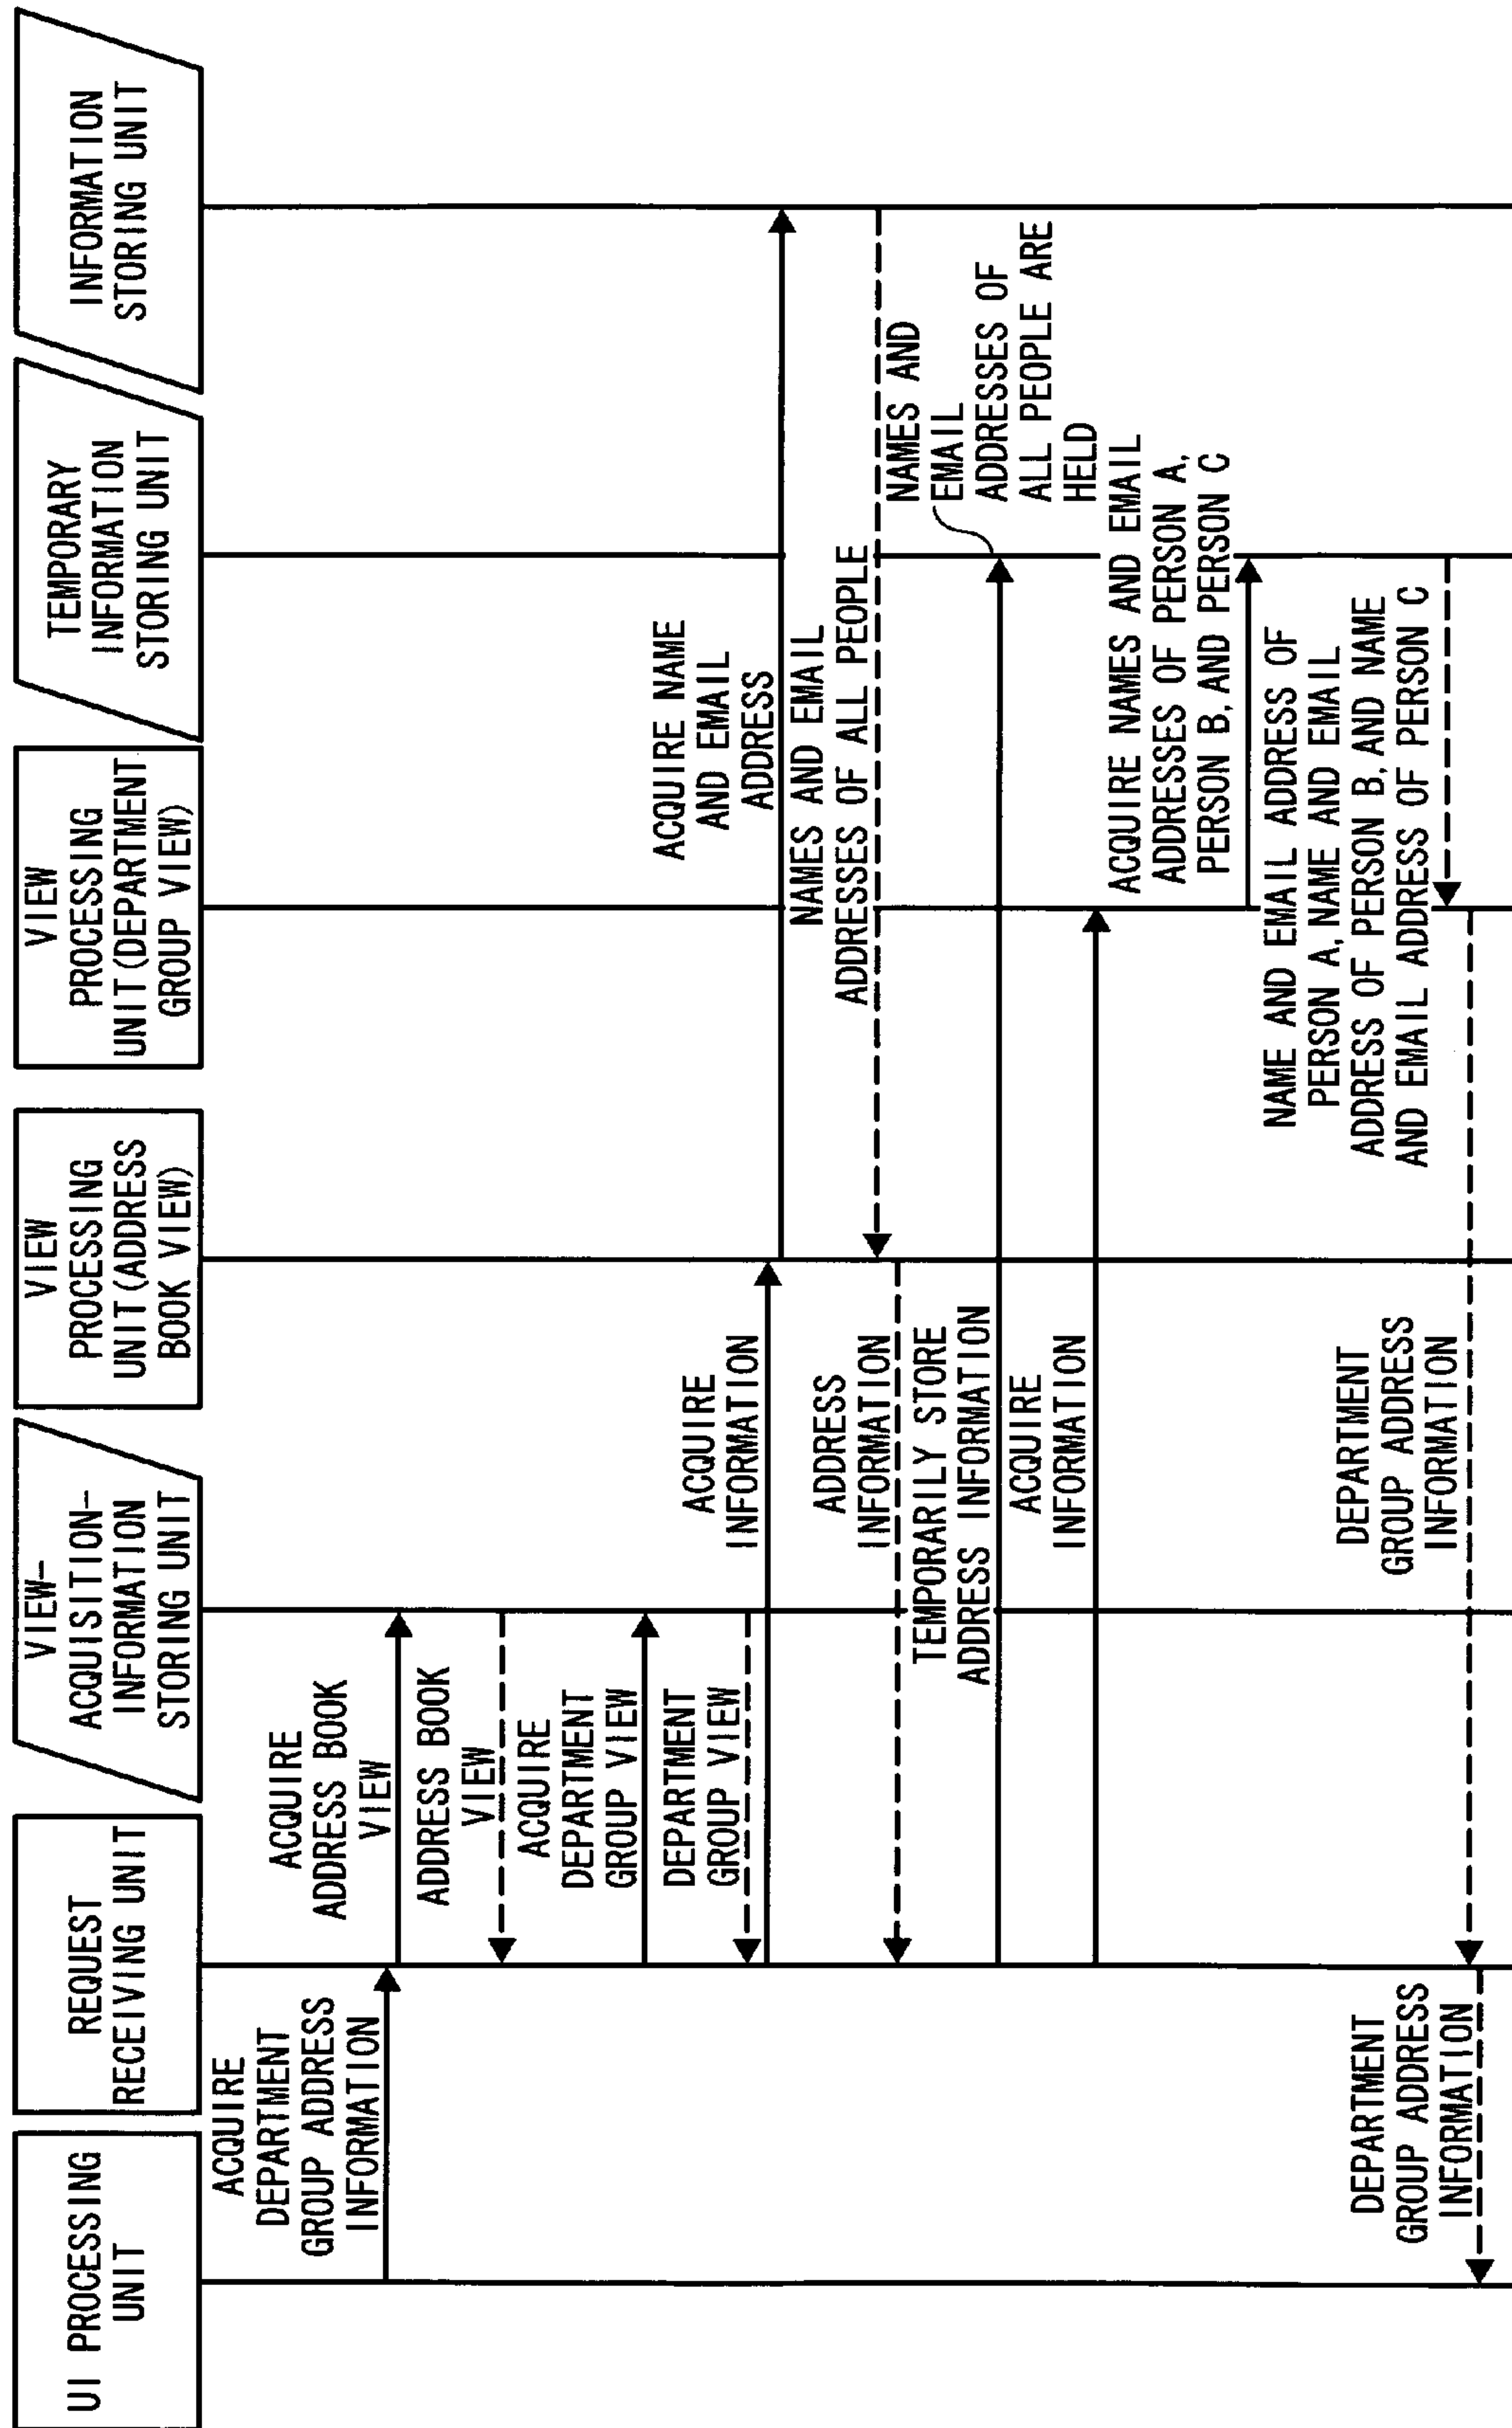 UI PROCESSING
UNIT
REQUEST
RECEIVING UNIT
VIEW-
ACQUISITION-
INFORMATION
STORING UNIT
VIEW
PROCESSING
UNIT(ADDRESS
BOOK VIEW)
VIEW
PROCESSING
UNIT(DEPARTMENT
GROUP VIEW)
TEMPORARY
INFORMATION
STORING UNIT
INFORMATION
STORING UNIT
ACQUIRE
DEPARTMENT
GROUP ADDRESS
INFORMATION
ACQUIRE
ADDRESS BOOK
VIEW
ADDRESS BOOK
VIEW
ACQUIRE
DEPARTMENT
GROUP VIEW
DEPARTMENT
GROUP VIEW
ACQUIRE
INFORMATION
ACQUIRE NAME
AND EMAIL
ADDRESS
NAMES AND EMAIL
ADDRESSES OF ALL PEOPLE
ADDRESS
INFORMATION
TEMPORARILY STORE
ADDRESS INFORMATION
NAMES AND
EMAIL
ADDRESSES OF
ALL PEOPLE ARE
HELD
ACQUIRE
INFORMATION
ACQUIRE NAMES AND EMAIL
ADDRESSES OF PERSON A,
PERSON B, AND PERSON C
NAME AND EMAIL ADDRESS OF
PERSON A, NAME AND EMAIL
ADDRESS OF PERSON B, AND NAME
AND EMAIL ADDRESS OF PERSON C
DEPARTMENT
GROUP ADDRESS
INFORMATION
DEPARTMENT
GROUP ADDRESS
INFORMATION